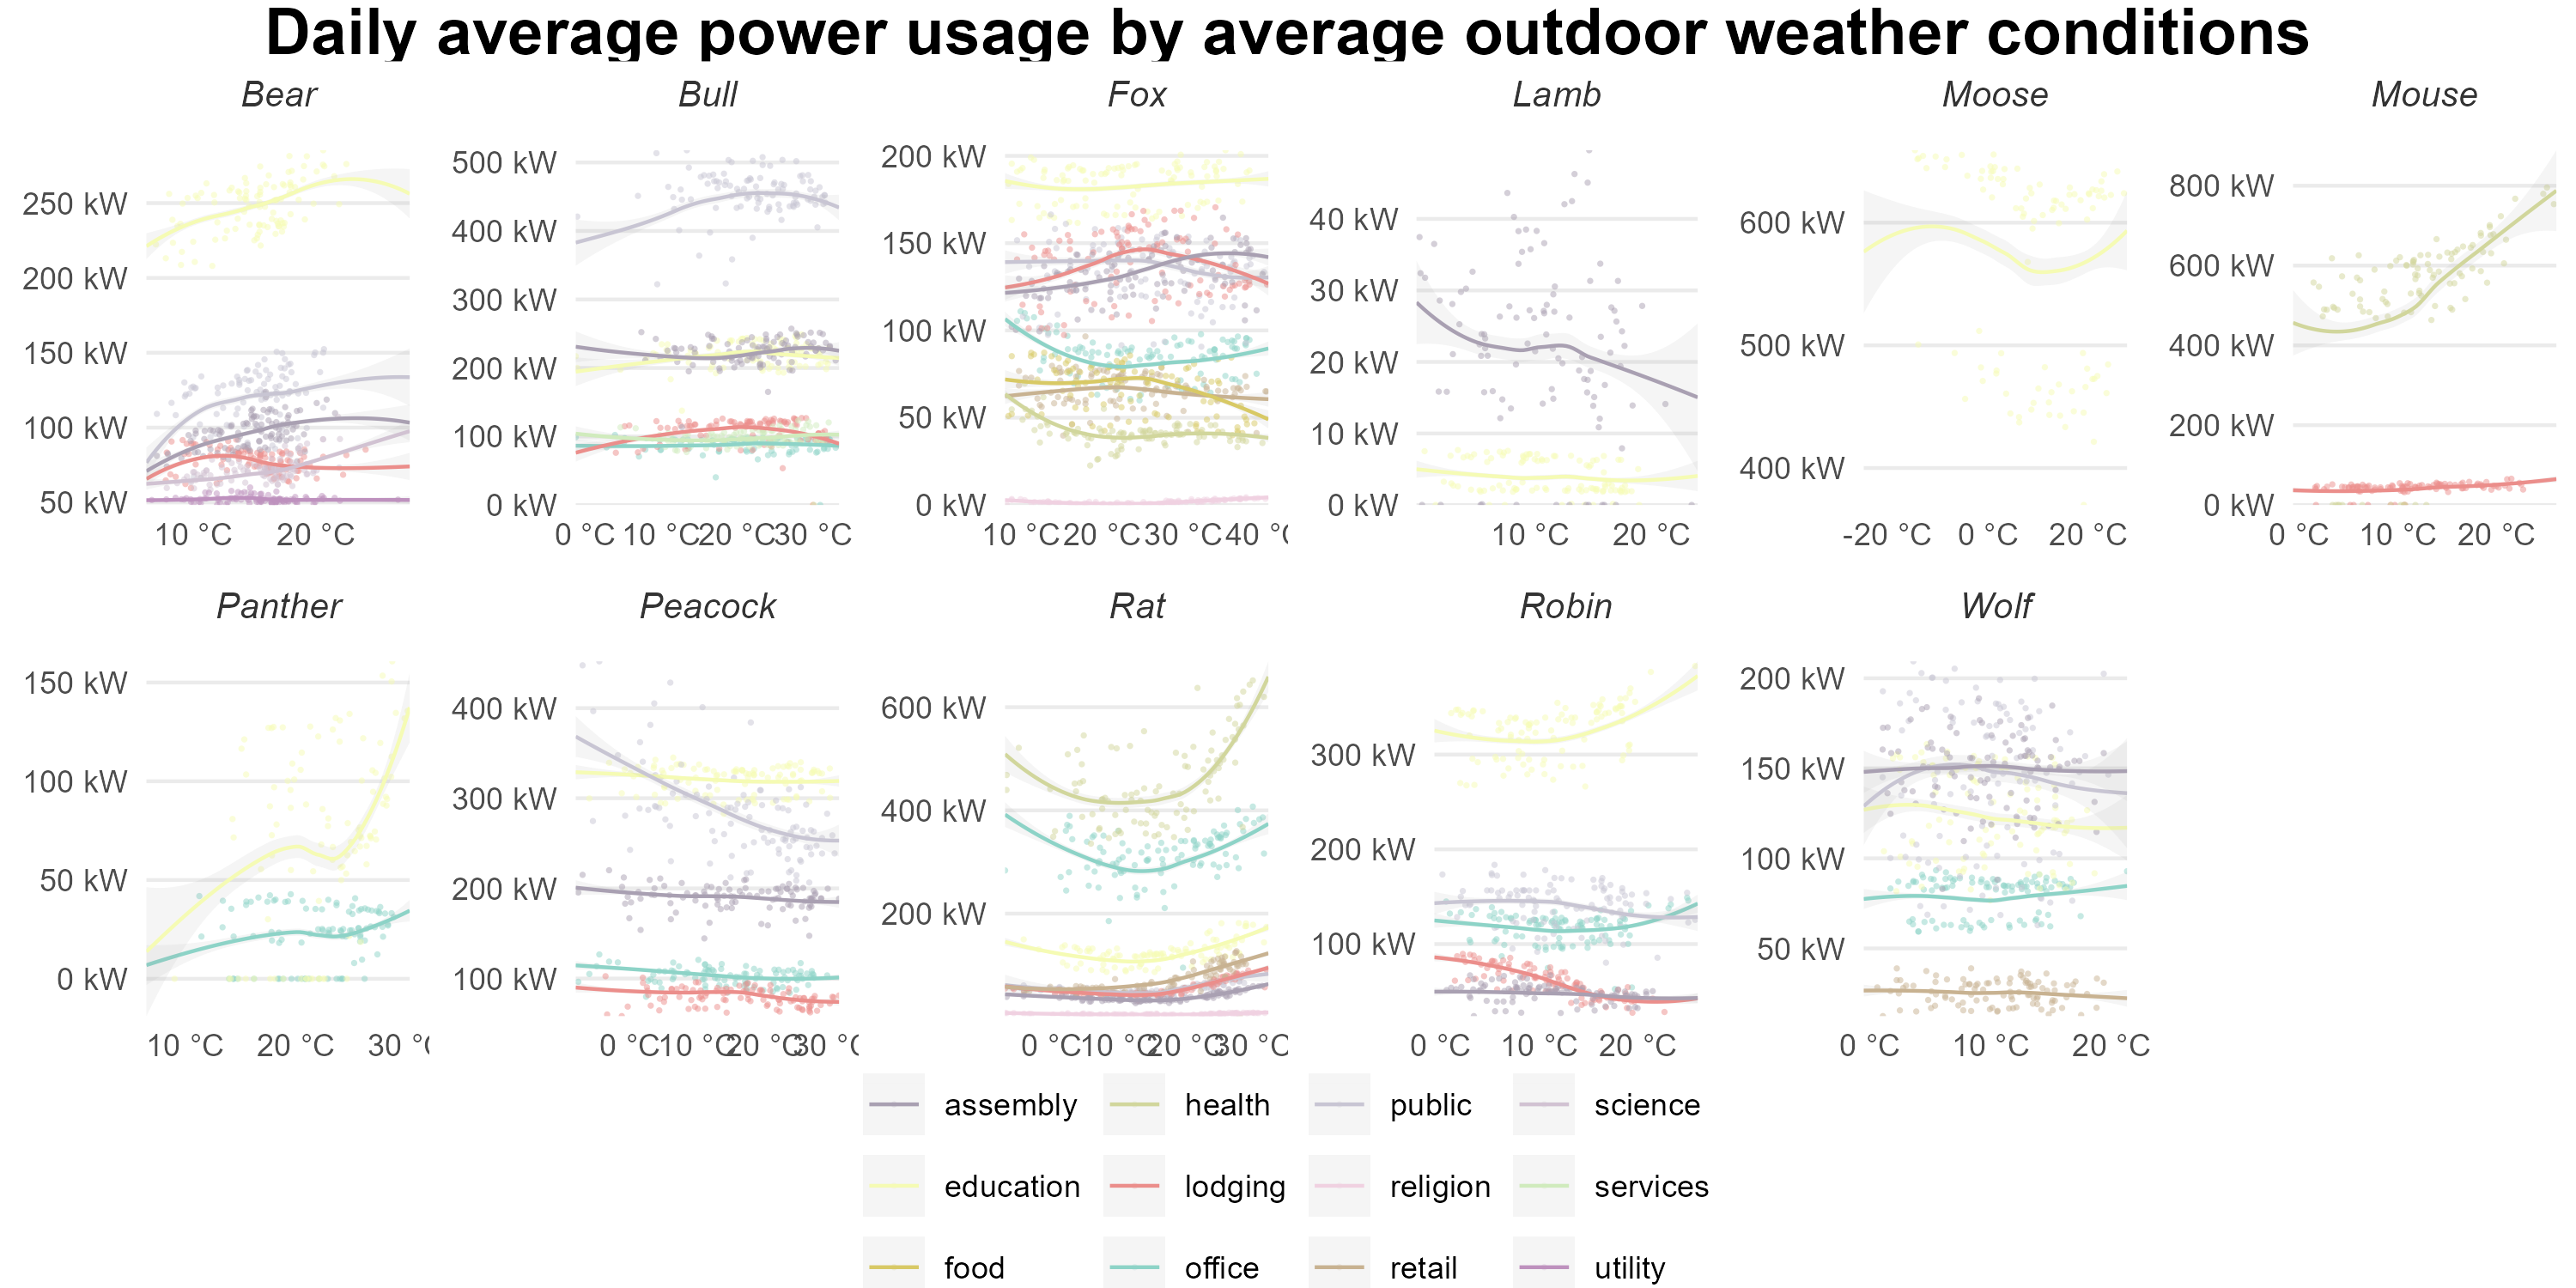 Daily average power usage by average outdoor weather conditions
Bear Bull Fox Lamb Moose Mouse
250 kW
200 kW
150 kW
100 kW
50 kW
10 °C 20 °C
500 kW
400 kW
300 kW
200 kW
100 kW
0 kW
0 °C 10 °C 20 °C 30 °C
200 kW
150 kW
100 kW
50 kW
0 kW
10 °C 20 °C 30 °C 40 °C
40 kW
30 kW
20 kW
10 kW
0 kW
10 °C 20 °C
600 kW
500 kW
400 kW
-20 °C 0 °C 20 °C
800 kW
600 kW
400 kW
200 kW
0 kW
0 °C 10 °C 20 °C
Panther Peacock Rat Robin Wolf
150 kW
100 kW
50 kW
0 kW
10 °C 20 °C 30 °C
400 kW
300 kW
200 kW
100 kW
0 °C 10 °C 20 °C 30 °C
600 kW
400 kW
200 kW
0 °C 10 °C 20 °C 30 °C
300 kW
200 kW
100 kW
0 °C 10 °C 20 °C
200 kW
150 kW
100 kW
50 kW
0 °C 10 °C 20 °C
assembly health public science
education lodging religion services
food office retail utility